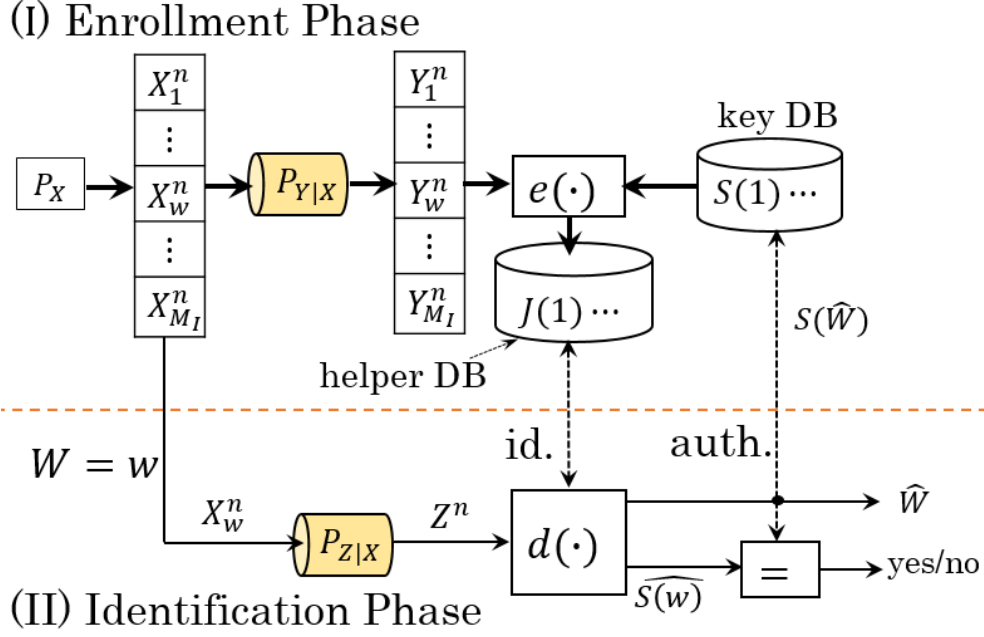 (I) Enrollment Phase
P_X
X_1^n
⋮
X_w^n
⋮
X_{M_I}^n
P_{Y|X}
Y_1^n
⋮
Y_w^n
⋮
Y_{M_I}^n
e(·)
key DB
S(1) ⋯
J(1) ⋯
helper DB
S(Ŵ)
W = w
id.
auth.
X_w^n
P_{Z|X}
Z^n
d(·)
Ŵ
\widehat{S(w)}
=
yes/no
(II) Identification Phase